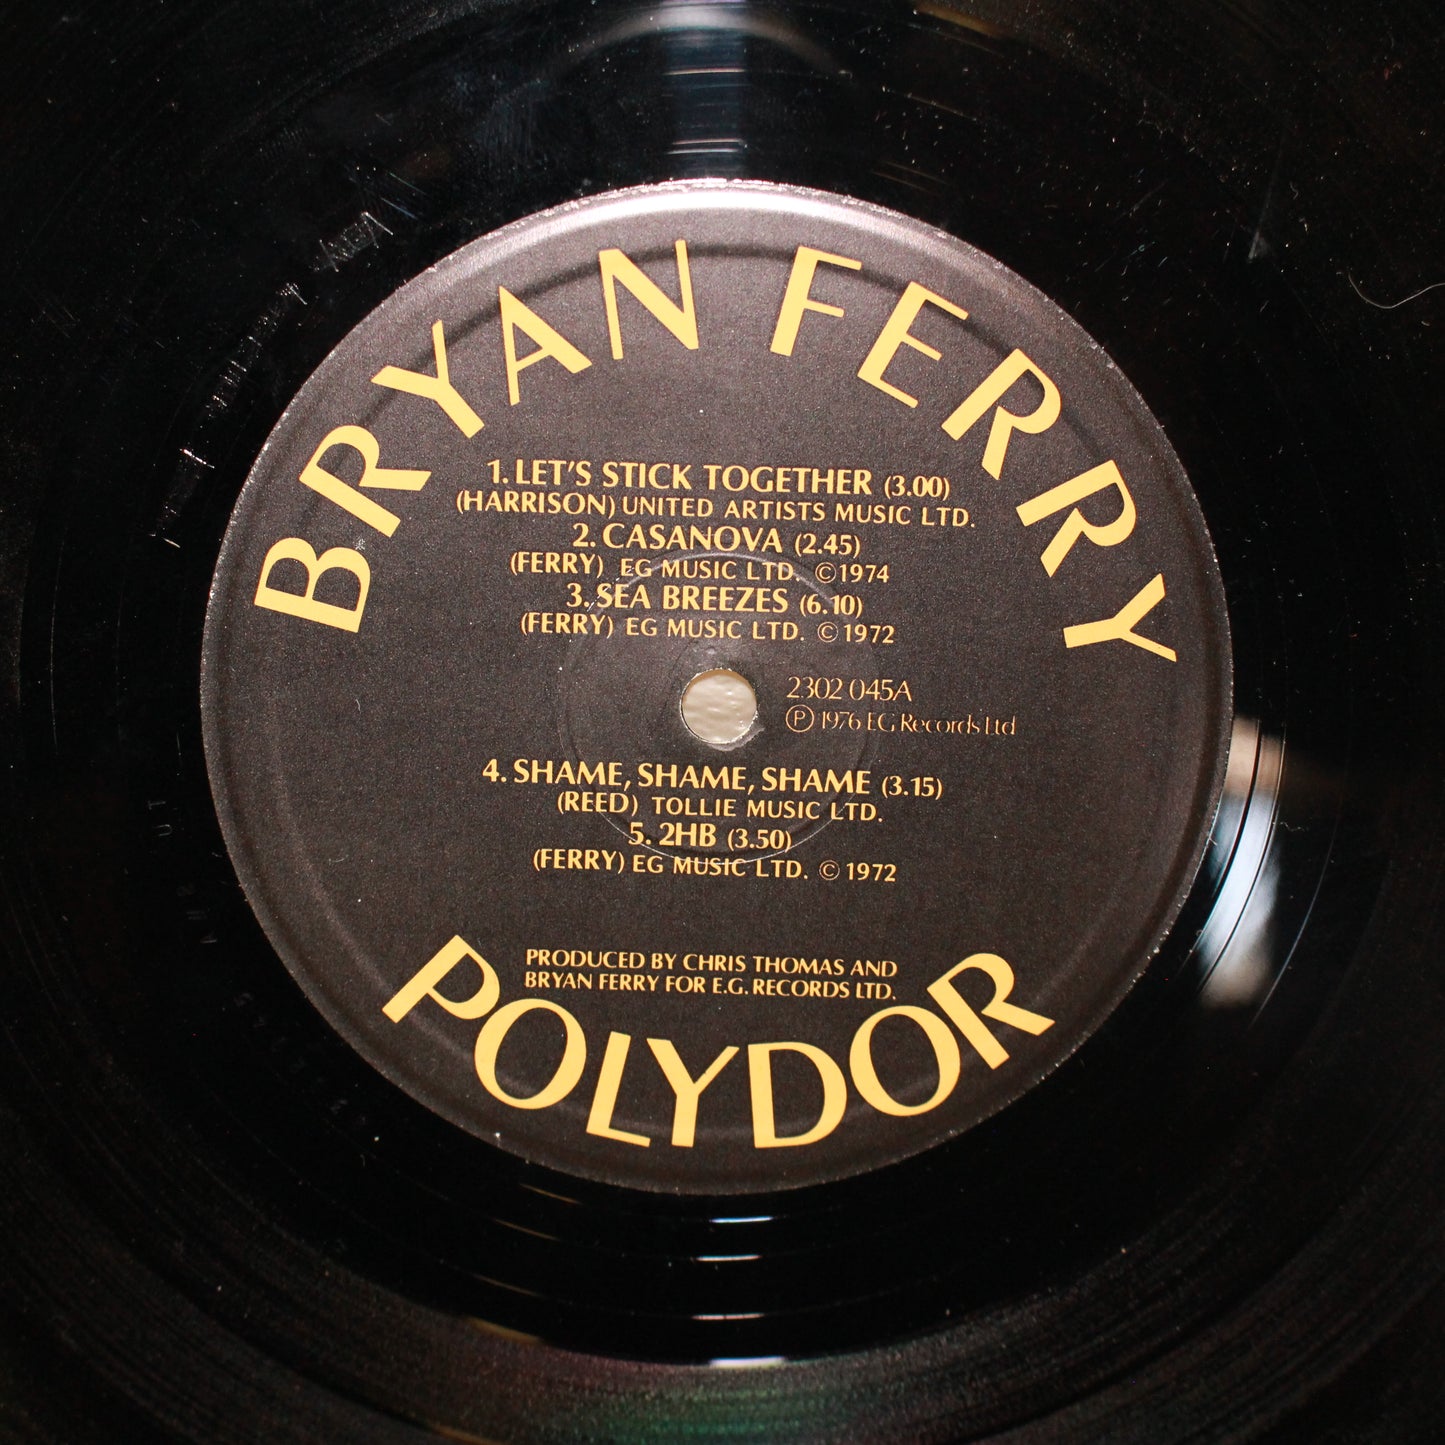 BRYAN FERRY
1. LET'S STICK TOGETHER (3.00)
(HARRISON) UNITED ARTISTS MUSIC LTD.
2. CASANOVA (2.45)
(FERRY) EG MUSIC LTD. ©1974
3. SEA BREEZES (6.10)
(FERRY) EG MUSIC LTD. ©1972
2302 045A
Ⓟ 1976 EG Records Ltd
4. SHAME, SHAME, SHAME (3.15)
(REED) TOLLIE MUSIC LTD.
5. 2HB (3.50)
(FERRY) EG MUSIC LTD. ©1972
PRODUCED BY CHRIS THOMAS AND
BRYAN FERRY FOR E.G. RECORDS LTD.
POLYDOR